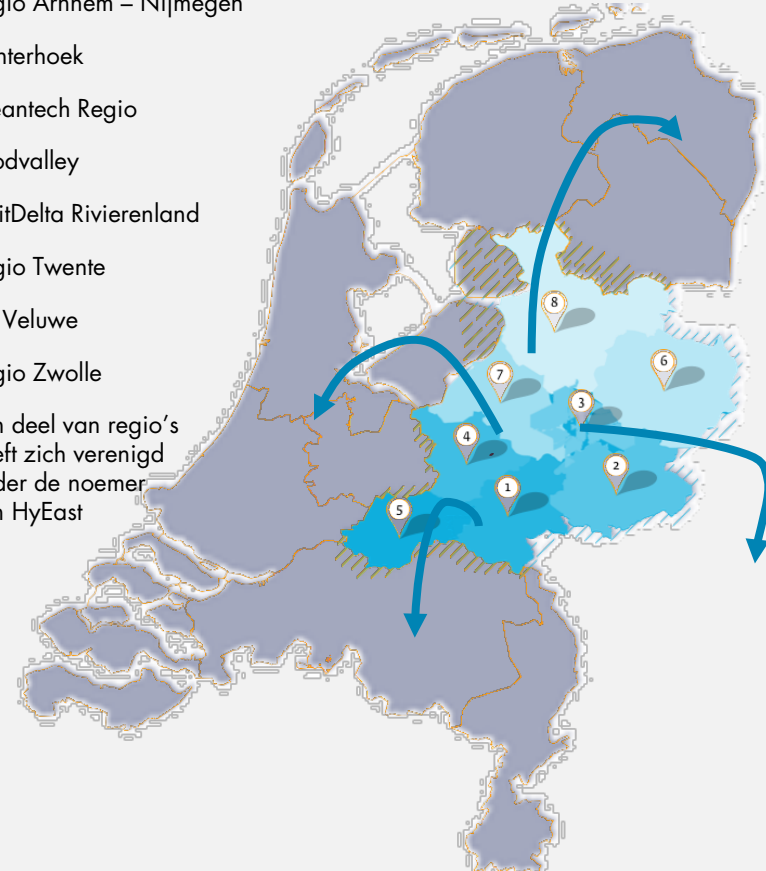 gio Arnhem – Nijmegen
hterhoek
eantech Regio
odvalley
itDelta Rivierenland
gio Twente
Veluwe
gio Zwolle
n deel van regio's
eft zich verenigd
der de noemer
n HyEast
8
6
7
3
4
2
1
5